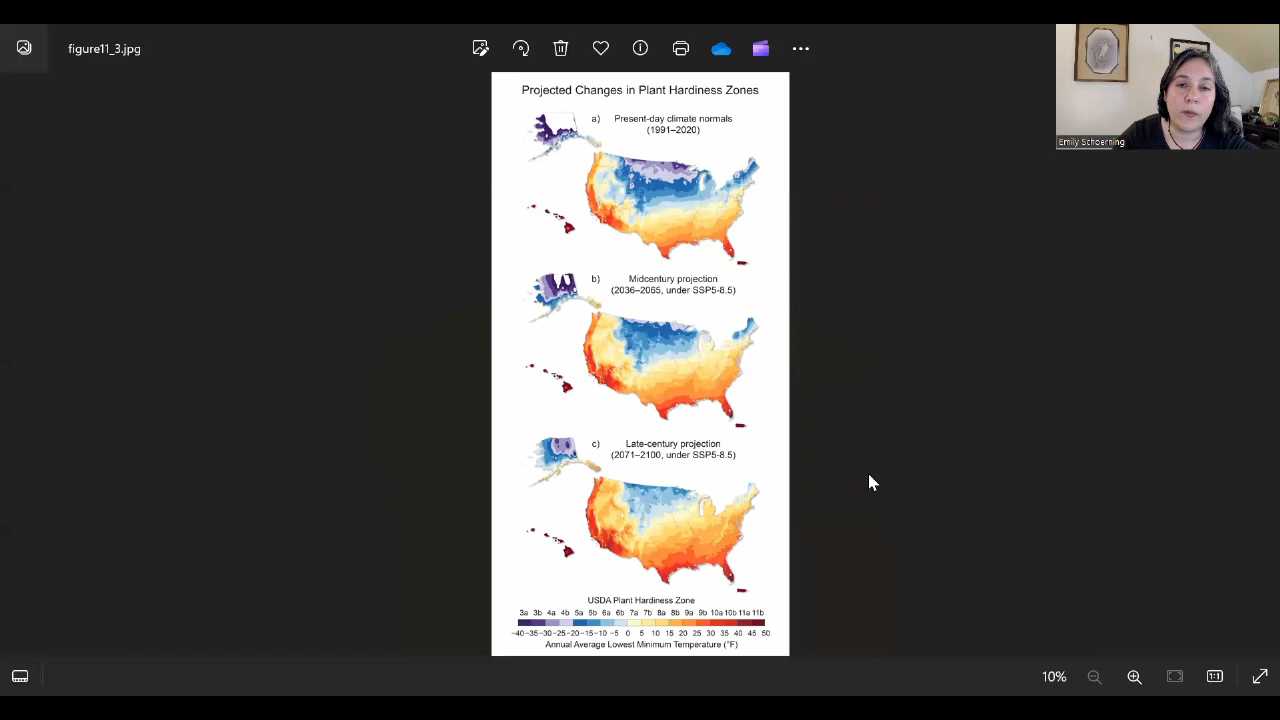 figure11_3.jpg
Emily Schoerning
Projected Changes in Plant Hardiness Zones
a) Present-day climate normals
(1991–2020)
b) Midcentury projection
(2036–2065, under SSP5-8.5)
c) Late-century projection
(2071–2100, under SSP5-8.5)
USDA Plant Hardiness Zone
3a 3b 4a 4b 5a 5b 6a 6b 7a 7b 8a 8b 9a 9b 10a 10b 11a 11b
−40 −35 −30 −25 −20 −15 −10 −5 0 5 10 15 20 25 30 35 40 45 50
Annual Average Lowest Minimum Temperature (°F)
10%
1:1